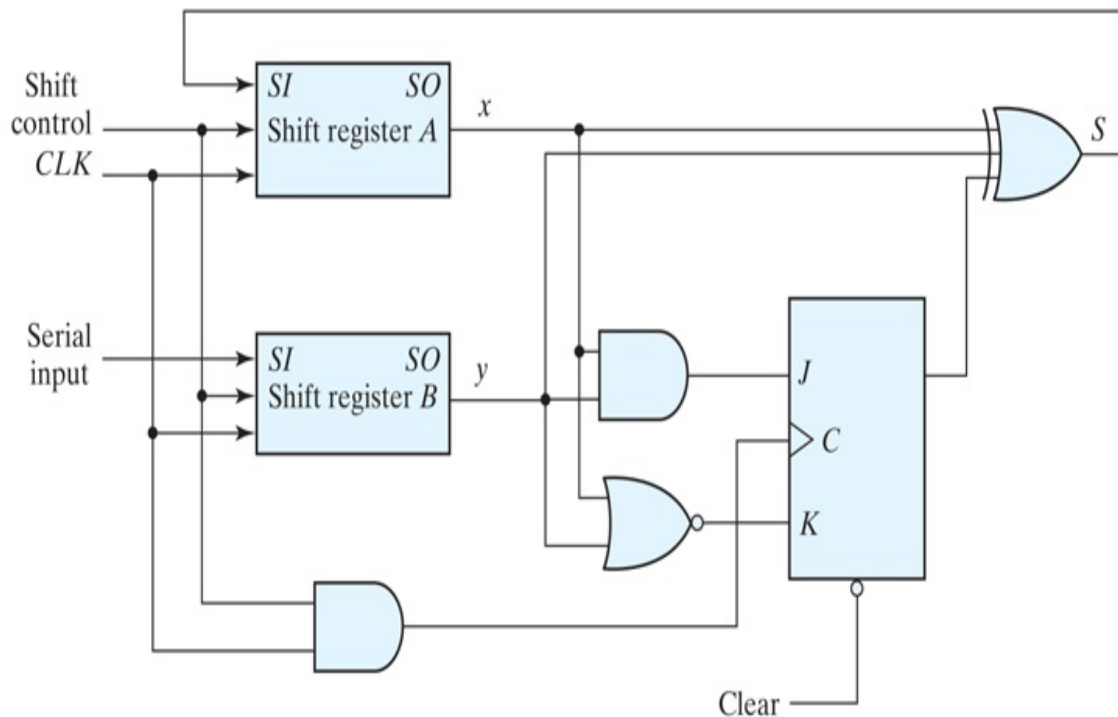 Shift
control
CLK
SI SO
Shift register A
x
S
Serial
input
SI SO
Shift register B
y
J
C
K
Clear